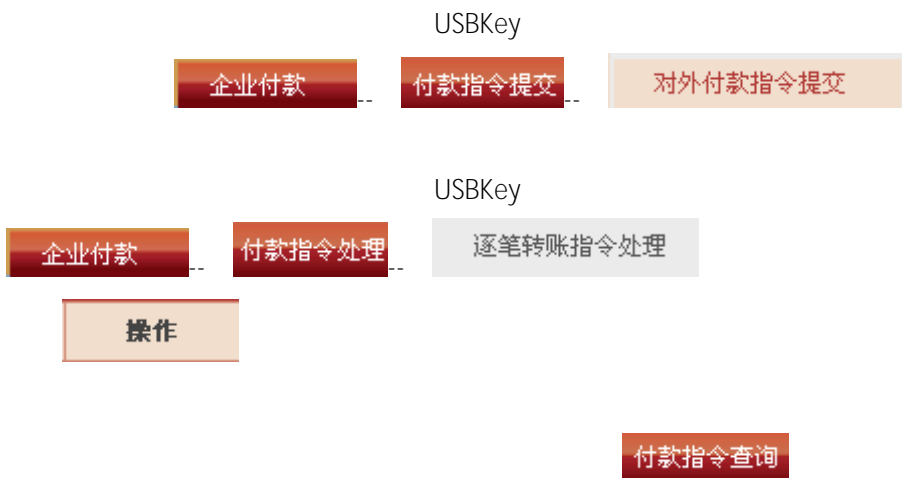 USBKey
企业付款 -- 付款指令提交 -- 对外付款指令提交
USBKey
企业付款 -- 付款指令处理 -- 逐笔转账指令处理
操作
付款指令查询